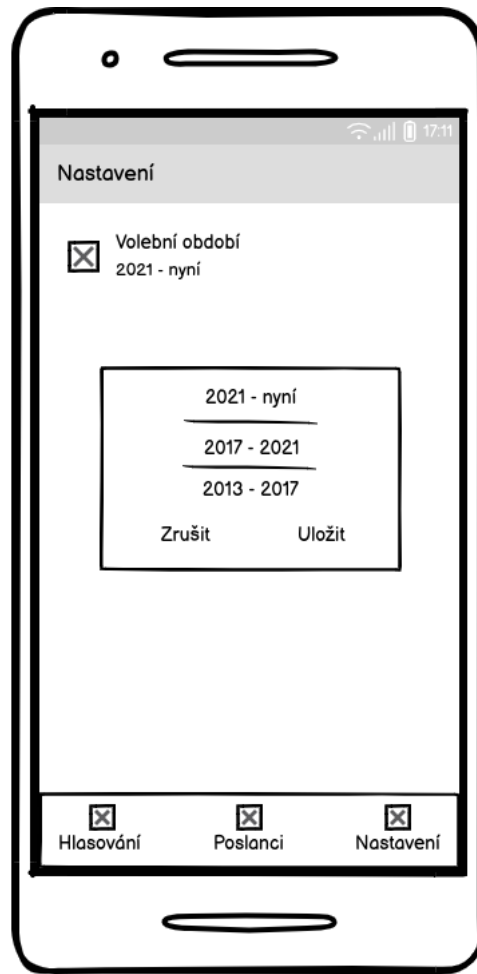 17:11
Nastavení
Volební období
2021 - nyní
2021 - nyní
2017 - 2021
2013 - 2017
Zrušit Uložit
Hlasování Poslanci Nastavení